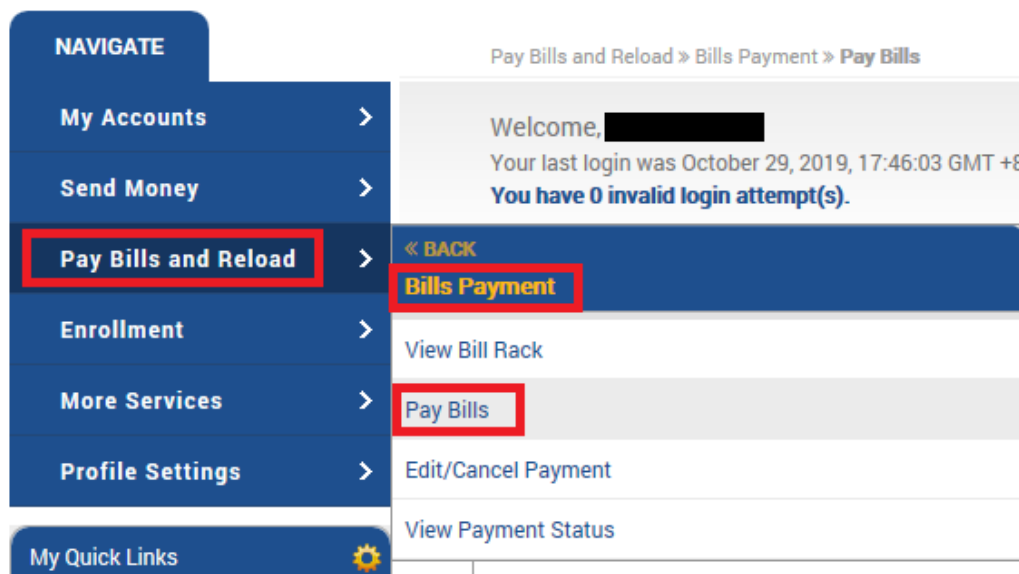 NAVIGATE
My Accounts
Send Money
Pay Bills and Reload
Enrollment
More Services
Profile Settings
My Quick Links
Pay Bills and Reload » Bills Payment » Pay Bills
Welcome,
Your last login was October 29, 2019, 17:46:03 GMT +8
You have 0 invalid login attempt(s).
« BACK
Bills Payment
View Bill Rack
Pay Bills
Edit/Cancel Payment
View Payment Status